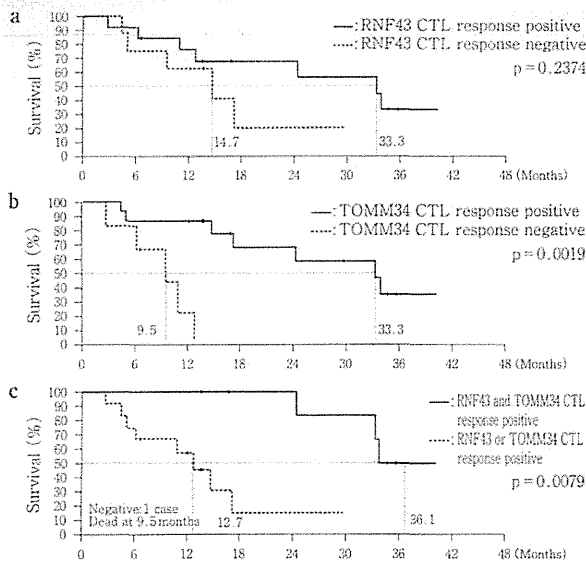 a
Survival (%)
100
90
80
70
60
50
40
30
20
10
0
—:RNF43 CTL response positive
┅:RNF43 CTL response negative
p=0.2374
14.7
33.3
0 6 12 18 24 30 36 42 48 (Months)
b
Survival (%)
100
90
80
70
60
50
40
30
20
10
0
—:TOMM34 CTL response positive
┅:TOMM34 CTL response negative
p=0.0019
9.5
33.3
0 6 12 18 24 30 36 42 48 (Months)
c
Survival (%)
100
90
80
70
60
50
40
30
20
10
0
—:RNF43 and TOMM34 CTL
response positive
┅:RNF43 or TOMM34 CTL
response positive
p=0.0079
Negative:1 case
Dead at 9.5months
12.7
36.1
0 6 12 18 24 30 36 42 48 (Months)